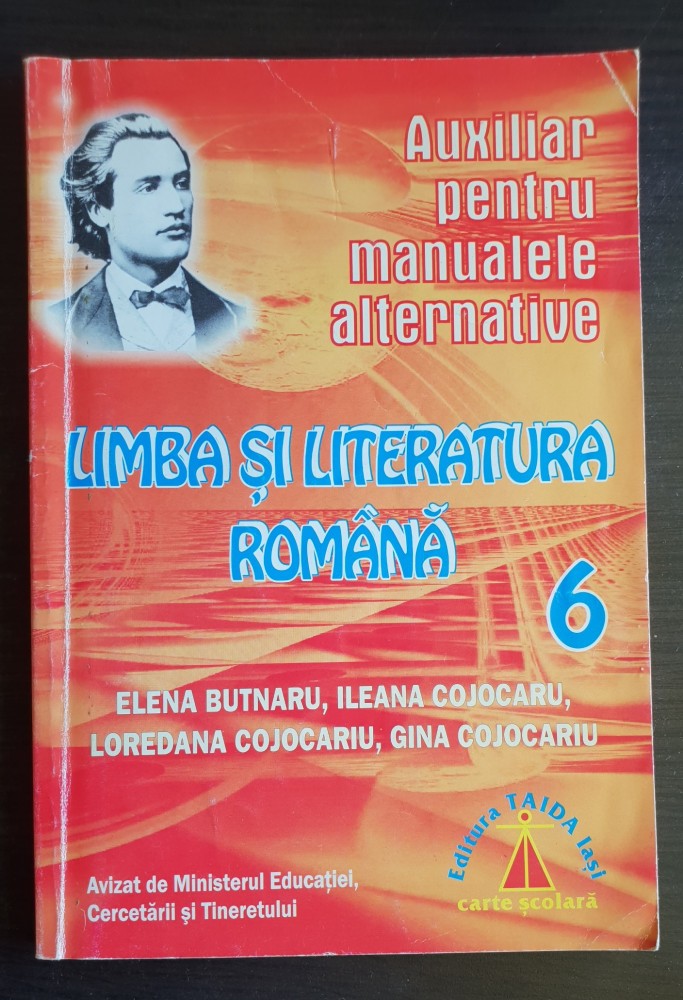 Auxiliar
pentru
manualele
alternative
LIMBA ȘI LITERATURA
ROMÂNĂ
6
ELENA BUTNARU, ILEANA COJOCARU,
LOREDANA COJOCARIU, GINA COJOCARIU
Editura TAIDA Iași
carte școlară
Avizat de Ministerul Educației,
Cercetării și Tineretului